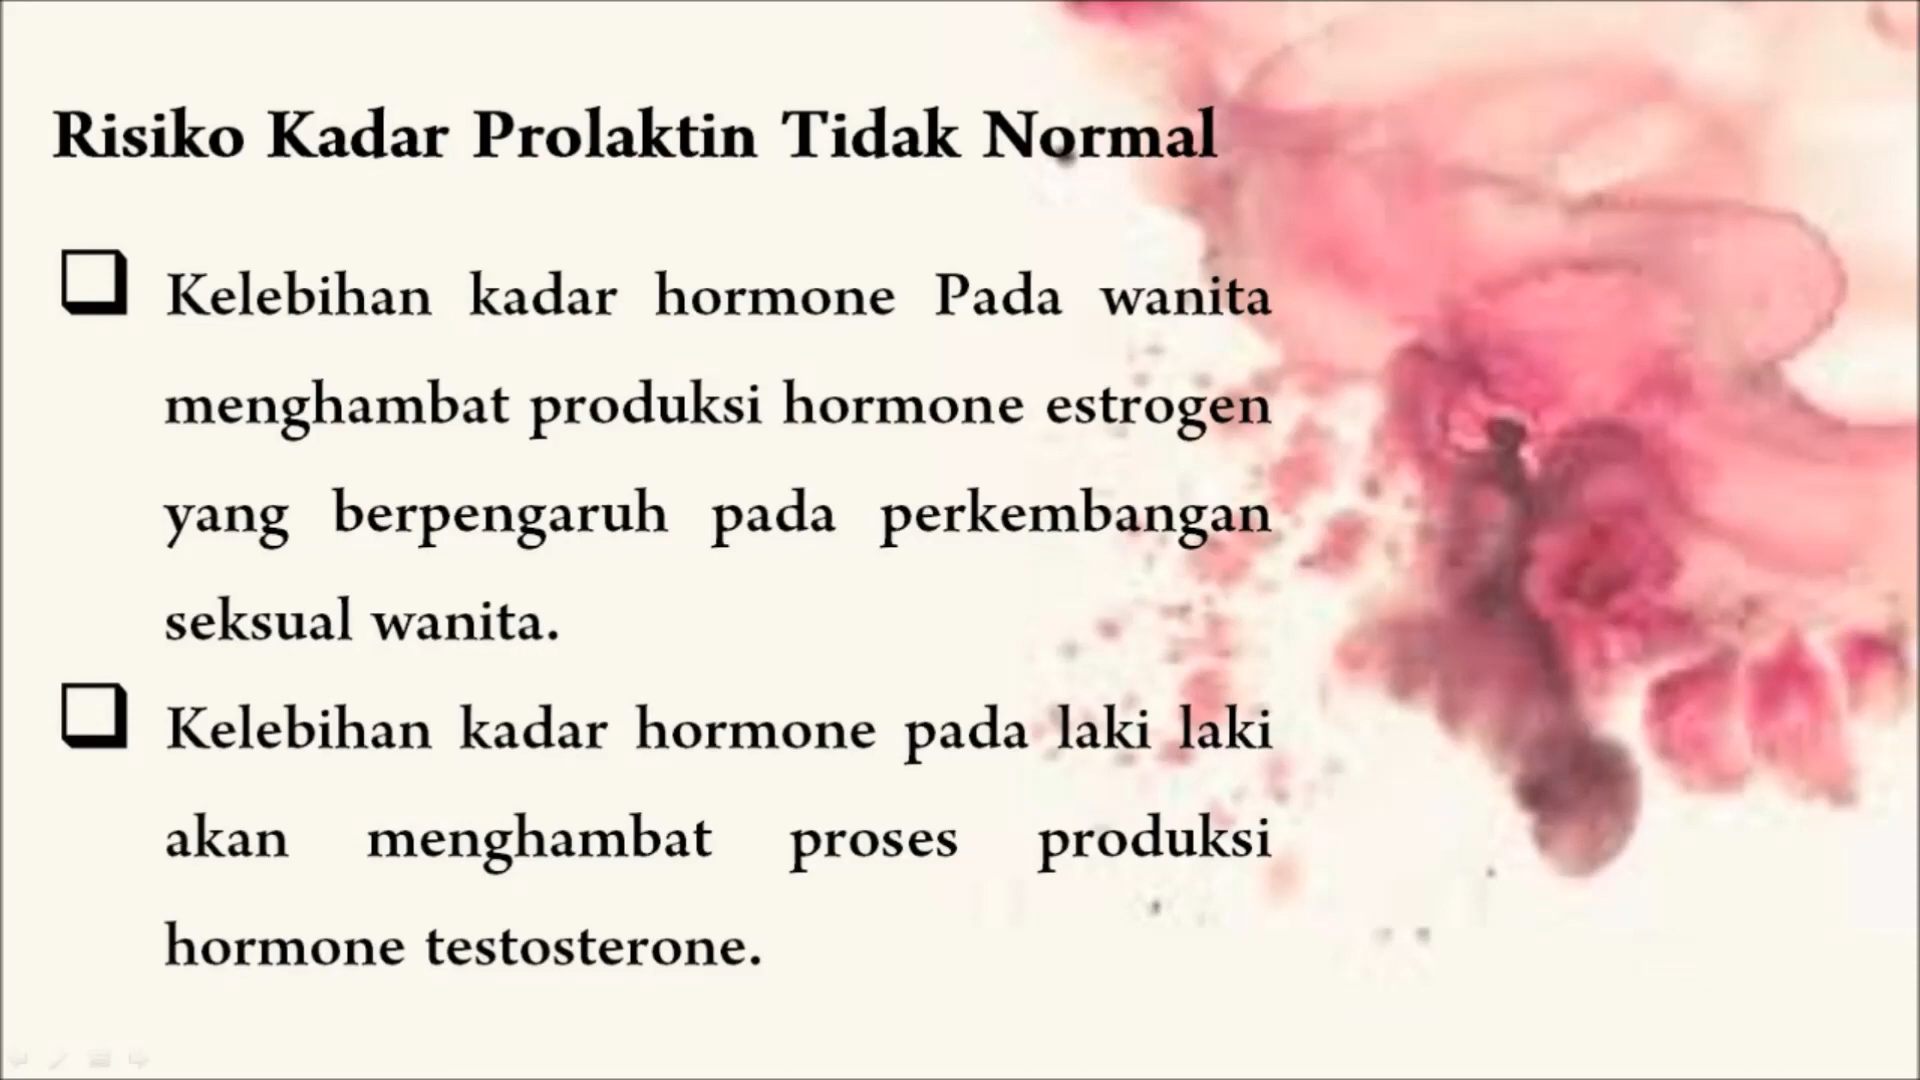 Risiko Kadar Prolaktin Tidak Normal
Kelebihan kadar hormone Pada wanita
menghambat produksi hormone estrogen
yang berpengaruh pada perkembangan
seksual wanita.
Kelebihan kadar hormone pada laki laki
akan menghambat proses produksi
hormone testosterone.